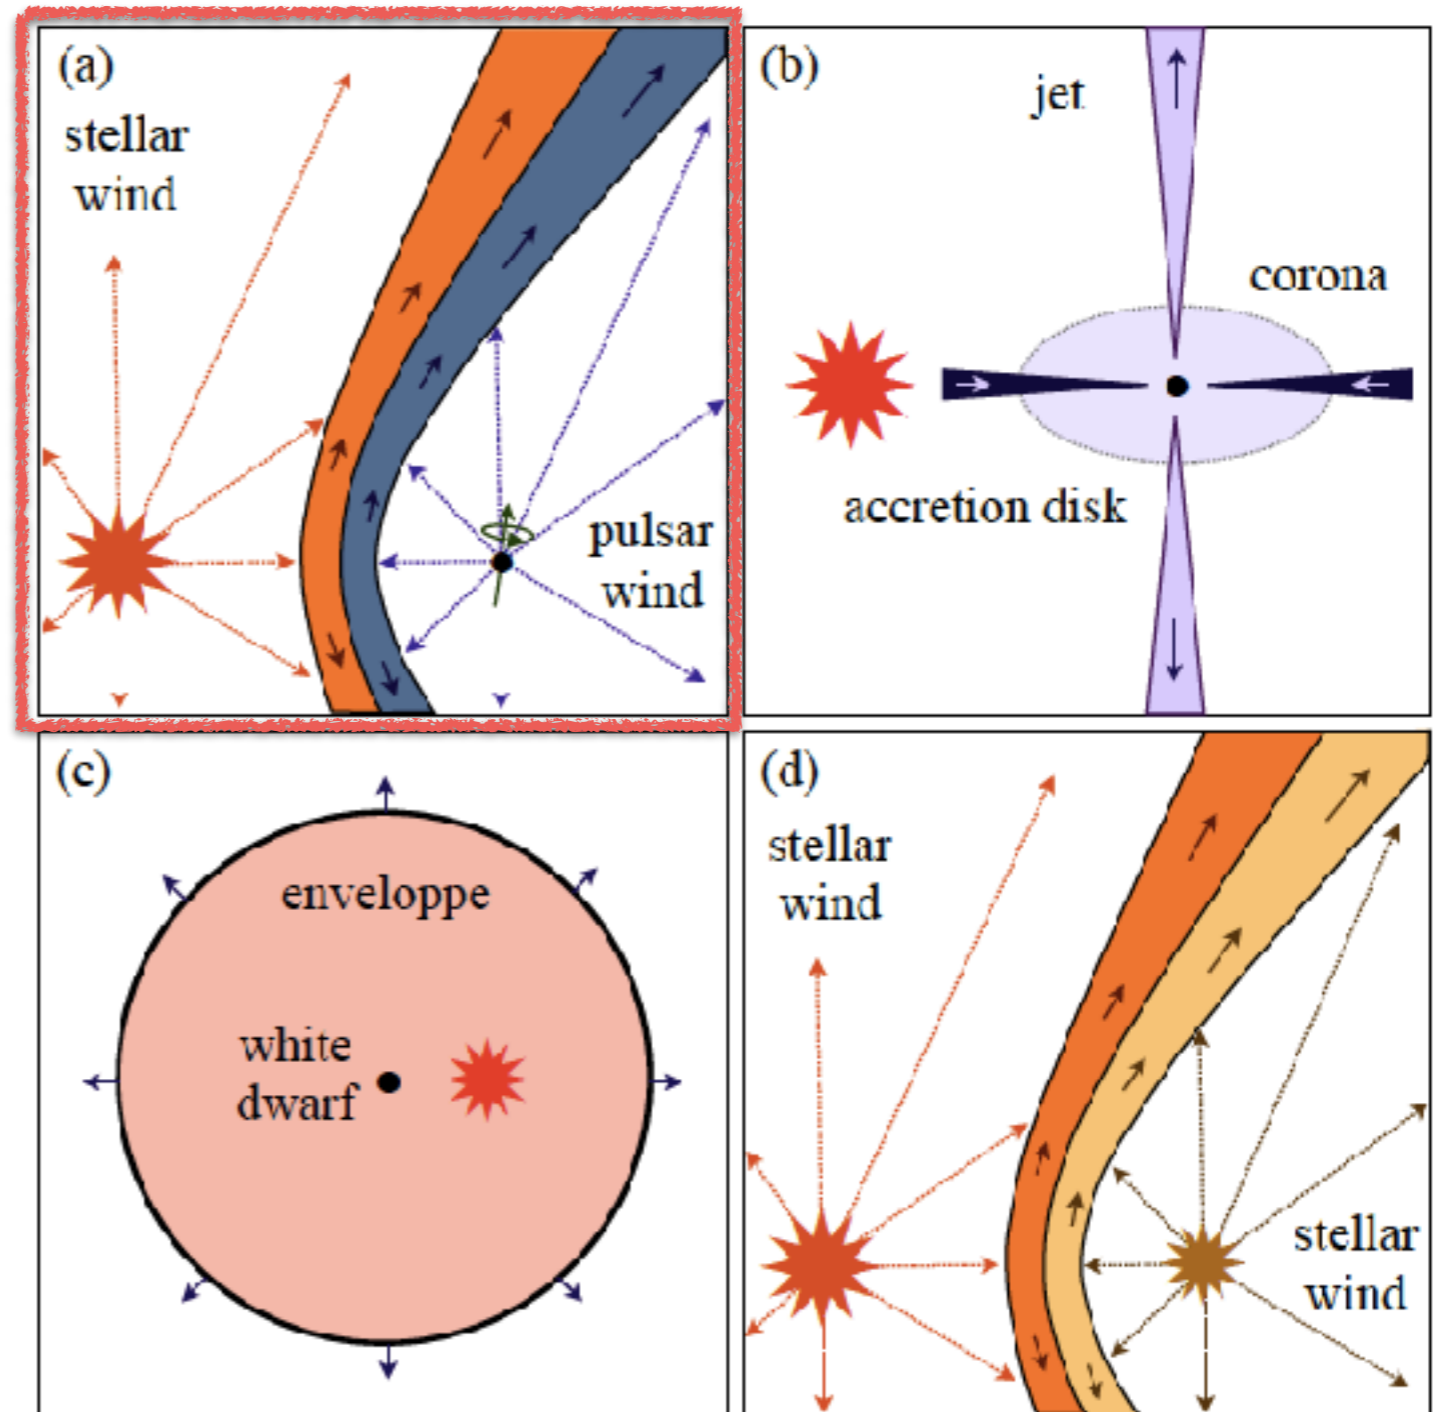 (a)
stellar
wind
pulsar
wind
(b)
jet
corona
accretion disk
(c)
enveloppe
white
dwarf
(d)
stellar
wind
stellar
wind